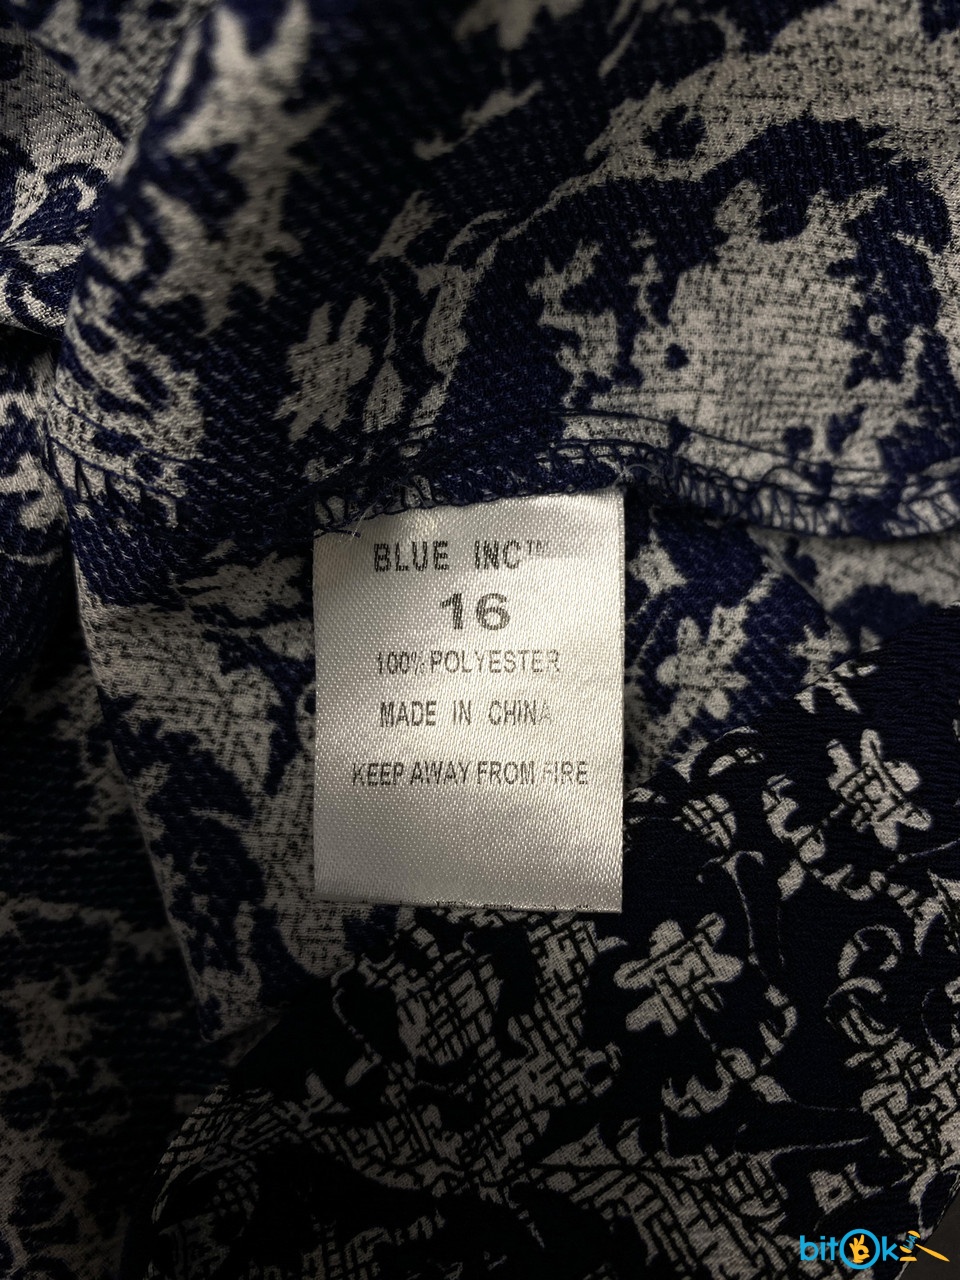 BLUE INC™
16
100% POLYESTER
MADE IN CHINA
KEEP AWAY FROM FIRE
bitOk